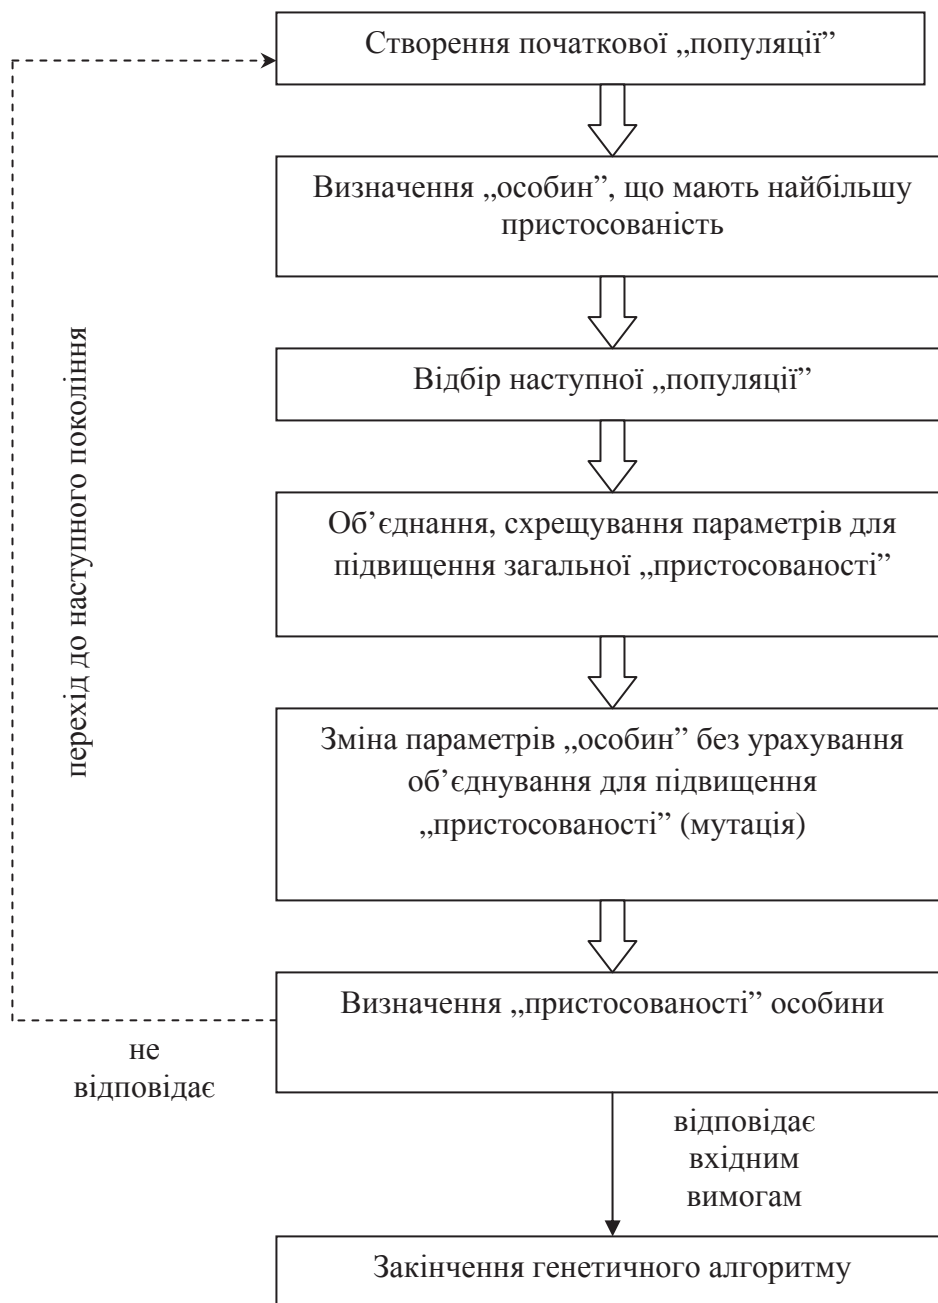 Створення початкової „популяції”
Визначення „особин”, що мають найбільшу
пристосованість
Відбір наступної „популяції”
Об’єднання, схрещування параметрів для
підвищення загальної „пристосованості”
Зміна параметрів „особин” без урахування
об’єднування для підвищення
„пристосованості” (мутація)
Визначення „пристосованості” особини
перехід до наступного покоління
не
відповідає
відповідає
вхідним
вимогам
Закінчення генетичного алгоритму